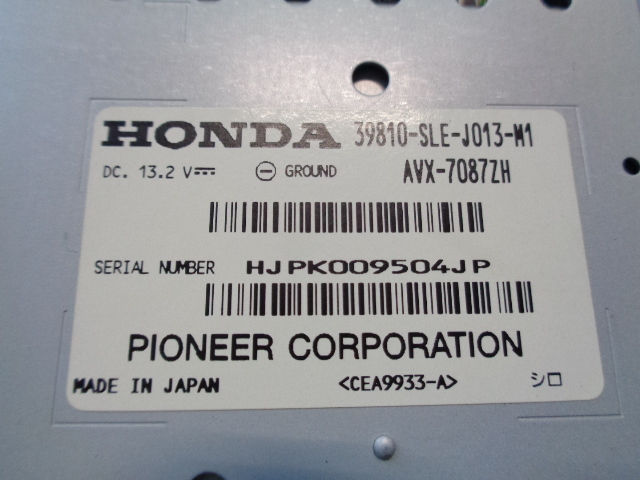 HONDA 39810-SLE-J013-M1
DC. 13.2 V ⊖ GROUND AVX-7087ZH
SERIAL NUMBER HJPK009504JP
PIONEER CORPORATION
MADE IN JAPAN <CEA9933-A> シロ